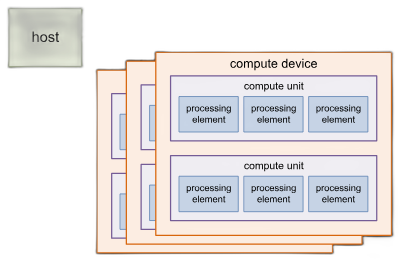 host
compute device
compute unit
processing element
processing element
processing element
compute unit
processing element
processing element
processing element